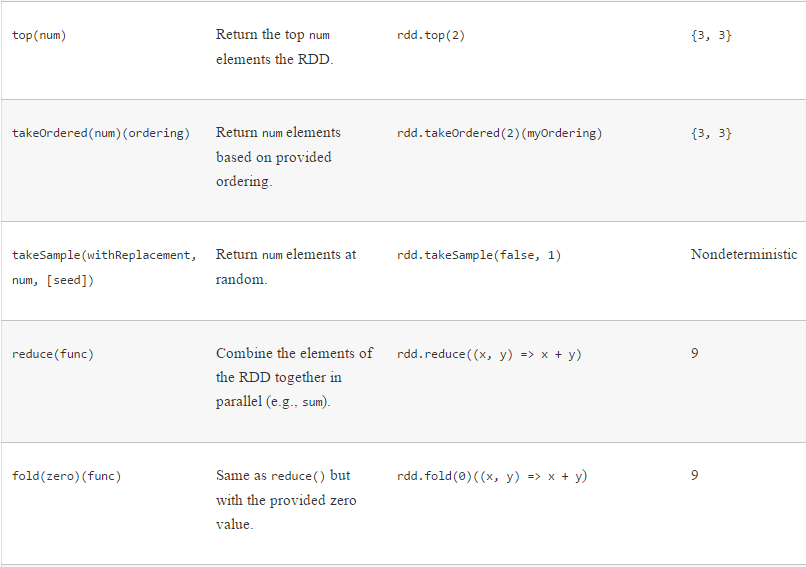 top(num) Return the top num rdd.top(2) {3, 3}
elements the RDD.
takeOrdered(num)(ordering) Return num elements rdd.takeOrdered(2)(myOrdering) {3, 3}
based on provided
ordering.
takeSample(withReplacement, Return num elements at rdd.takeSample(false, 1) Nondeterministic
num, [seed]) random.
reduce(func) Combine the elements of rdd.reduce((x, y) => x + y) 9
the RDD together in
parallel (e.g., sum).
fold(zero)(func) Same as reduce() but rdd.fold(0)((x, y) => x + y) 9
with the provided zero
value.